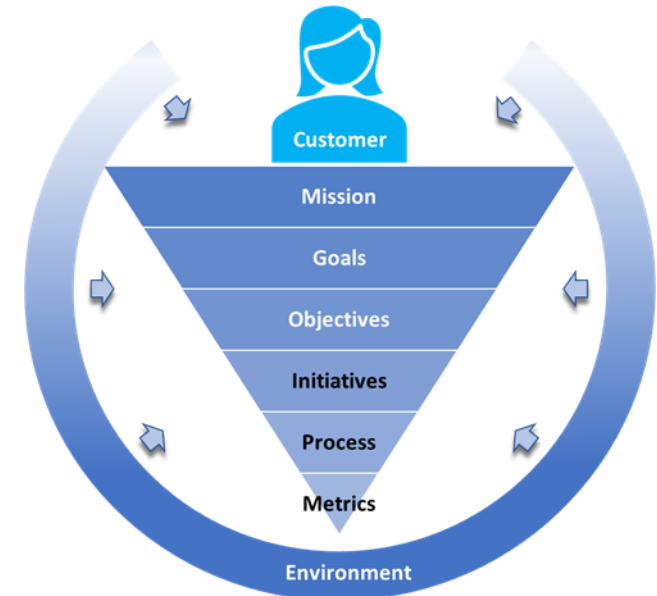 Customer
Mission
Goals
Objectives
Initiatives
Process
Metrics
Environment